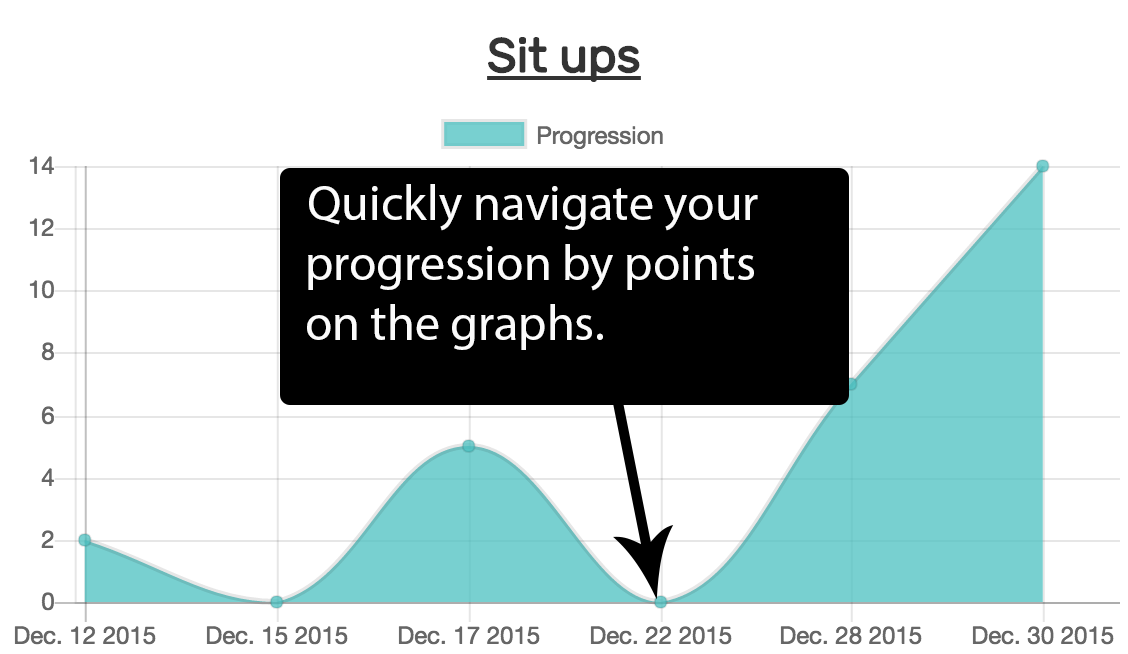 Sit ups
Progression
14
Quickly navigate your
12
progression by points
10
on the graphs.
8
6
4
2
0
Dec. 12 2015 Dec. 15 2015 Dec. 17 2015 Dec. 22 2015 Dec. 28 2015 Dec. 30 2015